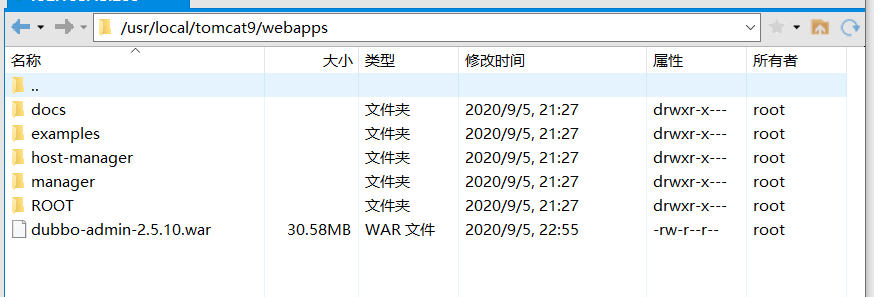 /usr/local/tomcat9/webapps
名称 大小 类型 修改时间 属性 所有者
..
docs 文件夹 2020/9/5, 21:27 drwxr-x--- root
examples 文件夹 2020/9/5, 21:27 drwxr-x--- root
host-manager 文件夹 2020/9/5, 21:27 drwxr-x--- root
manager 文件夹 2020/9/5, 21:27 drwxr-x--- root
ROOT 文件夹 2020/9/5, 21:27 drwxr-x--- root
dubbo-admin-2.5.10.war 30.58MB WAR 文件 2020/9/5, 22:55 -rw-r--r-- root